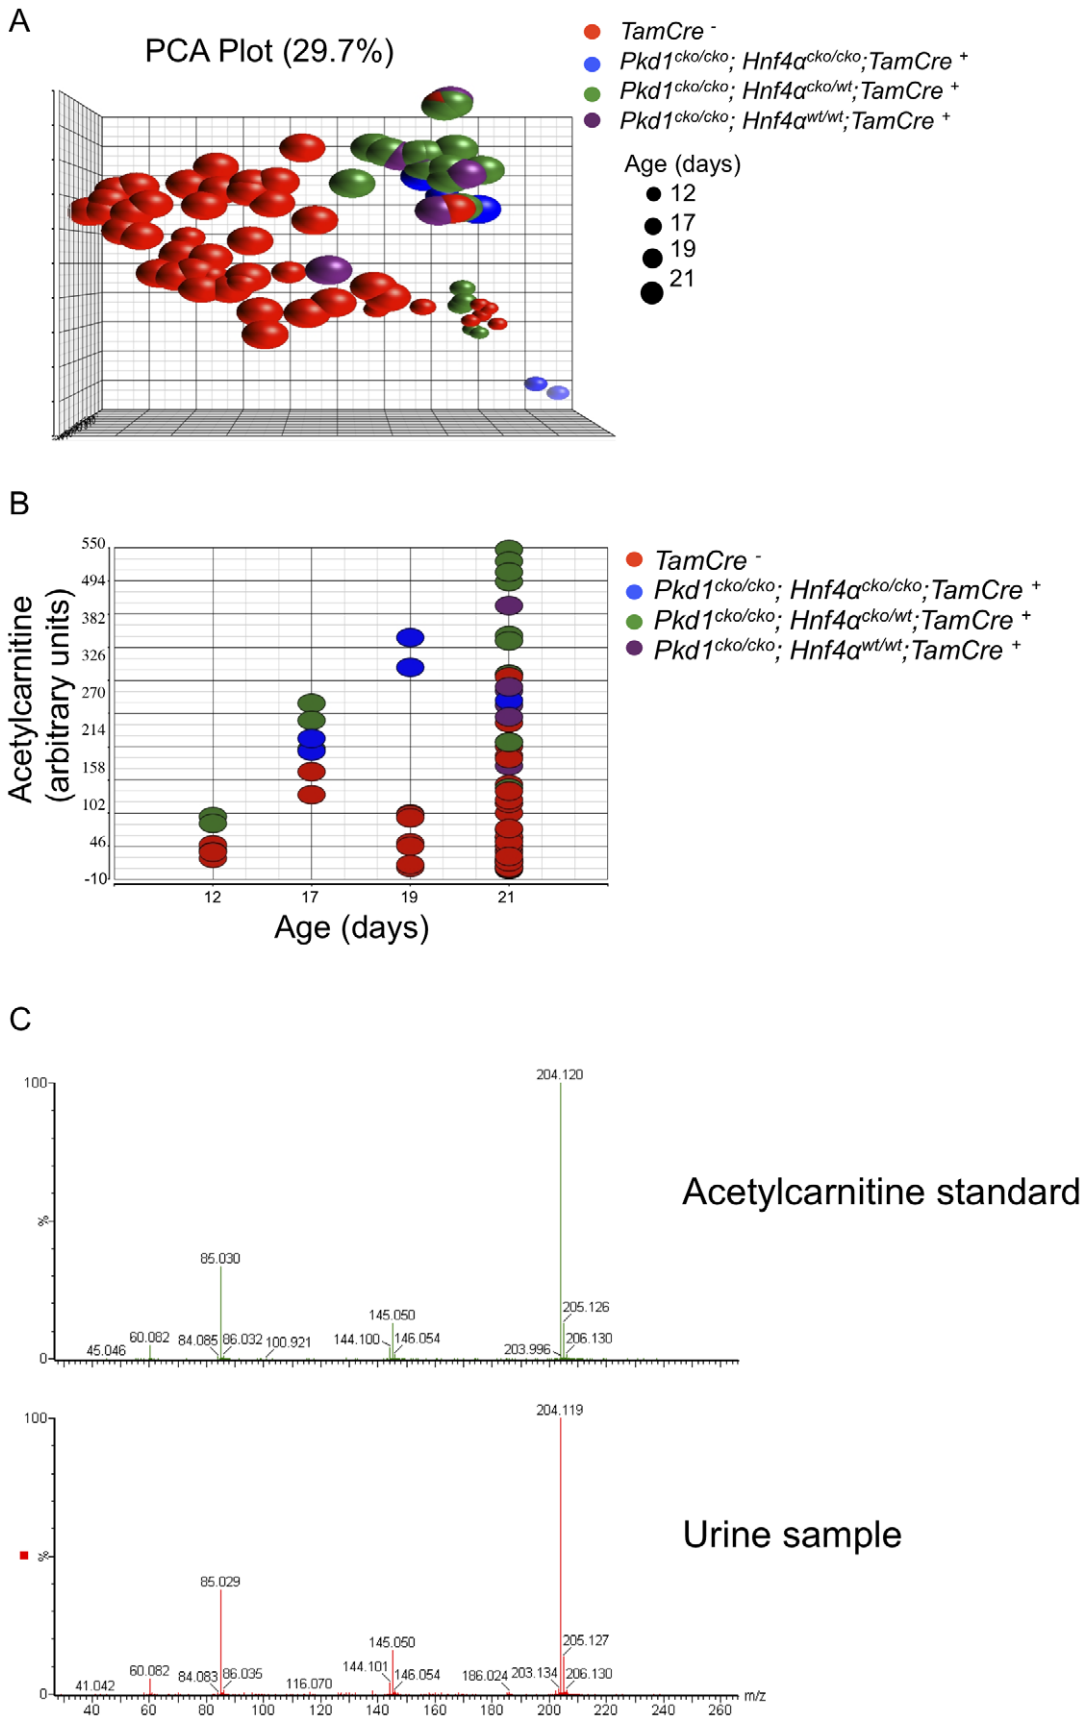 A
PCA Plot (29.7%)
TamCre -
Pkd1cko/cko; Hnf4αcko/cko;TamCre +
Pkd1cko/cko; Hnf4αcko/wt;TamCre +
Pkd1cko/cko; Hnf4αwt/wt;TamCre +
Age (days)
12
17
19
21
B
Acetylcarnitine
(arbitrary units)
550
494
382
326
270
214
158
102
46
-10
12 17 19 21
Age (days)
TamCre -
Pkd1cko/cko; Hnf4αcko/cko;TamCre +
Pkd1cko/cko; Hnf4αcko/wt;TamCre +
Pkd1cko/cko; Hnf4αwt/wt;TamCre +
C
100
%
0
204.120
85.030
145.050
205.126
45.046 60.082 84.085 86.032 100.921 144.100 146.054 203.996 206.130
Acetylcarnitine standard
100
%
0
204.119
85.029
145.050
205.127
41.042 60.082 84.083 86.035 116.070 144.101 146.054 186.024 203.134 206.130
Urine sample
40 60 80 100 120 140 160 180 200 220 240 260 m/z